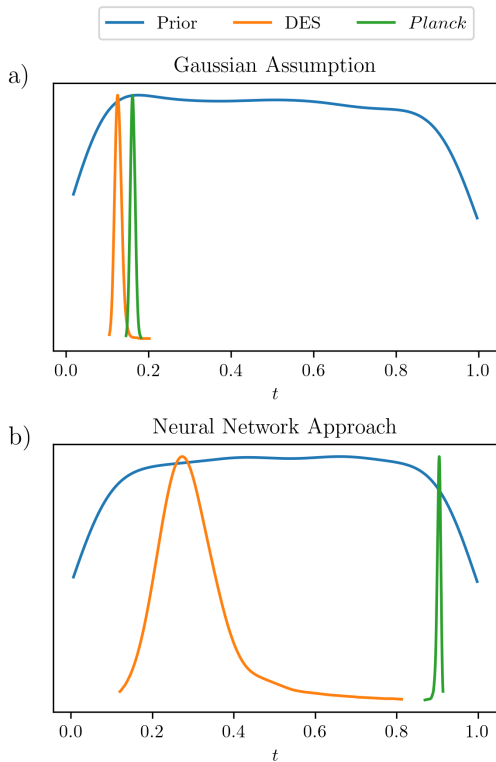 Prior DES Planck
a)
Gaussian Assumption
0.0 0.2 0.4 0.6 0.8 1.0
t
b)
Neural Network Approach
0.0 0.2 0.4 0.6 0.8 1.0
t